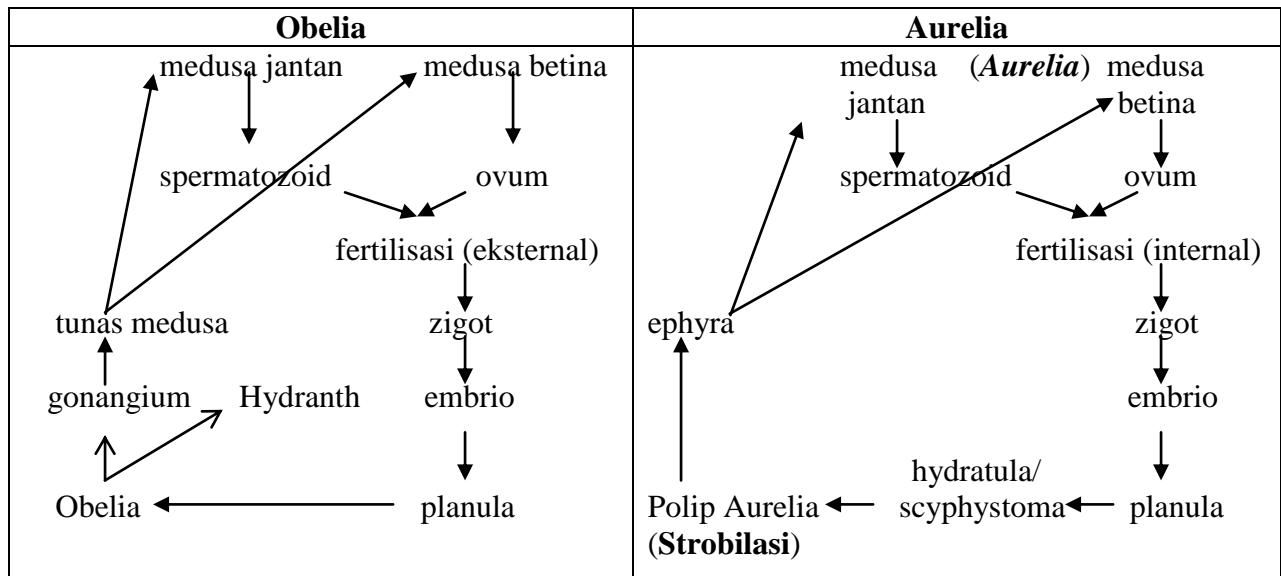 Obelia
medusa jantan medusa betina
spermatozoid ovum
fertilisasi (eksternal)
tunas medusa zigot
gonangium Hydranth embrio
Obelia planula
Aurelia
medusa (Aurelia) medusa
jantan betina
spermatozoid ovum
fertilisasi (internal)
ephyra zigot
embrio
hydratula/
Polip Aurelia scyphystoma planula
(Strobilasi)